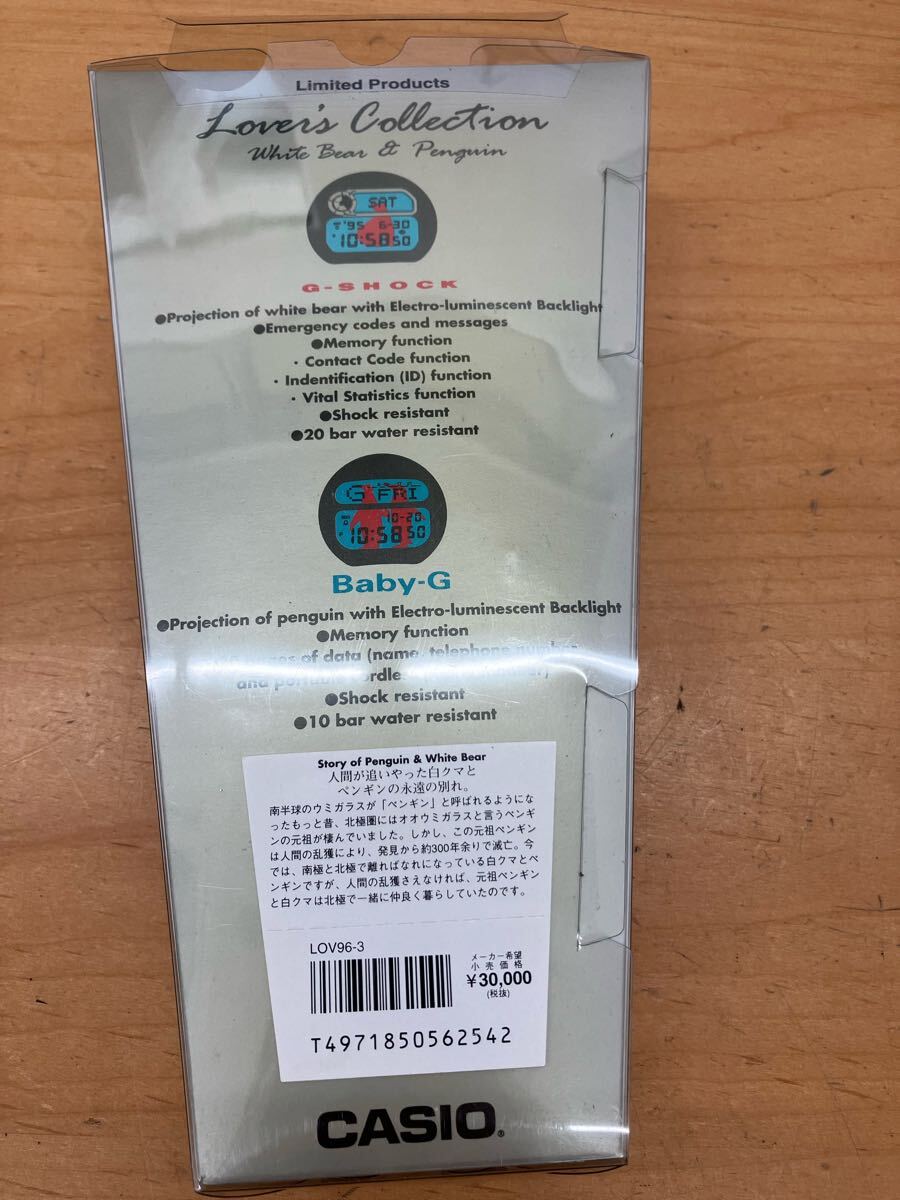 Limited Products
Lover's Collection
White Bear & Penguin
SAT
'95 6-30
10:58 50
G-SHOCK
●Projection of white bear with Electro-luminescent Backlight
●Emergency codes and messages
●Memory function
· Contact Code function
· Indentification (ID) function
· Vital Statistics function
●Shock resistant
●20 bar water resistant
G FRI
10-20
10:58 50
Baby-G
●Projection of penguin with Electro-luminescent Backlight
●Memory function
of data (name, telephone number
and
●Shock resistant
●10 bar water resistant
Story of Penguin & White Bear
人間が追いやった白クマと
ペンギンの永遠の別れ。
南半球のウミガラスが「ペンギン」と呼ばれるようにな
ったもっと昔、北極圏にはオオウミガラスと言うペンギ
ンの元祖が棲んでいました。しかし、この元祖ペンギン
は人間の乱獲により、発見から約300年余りで滅亡。今
では、南極と北極で離ればなれになっている白クマとペ
ンギンですが、人間の乱獲さえなければ、元祖ペンギン
と白クマは北極で一緒に仲良く暮らしていたのです。
LOV96-3
メーカー希望
小売価格
¥30,000
(税抜)
T4971850562542
CASIO®